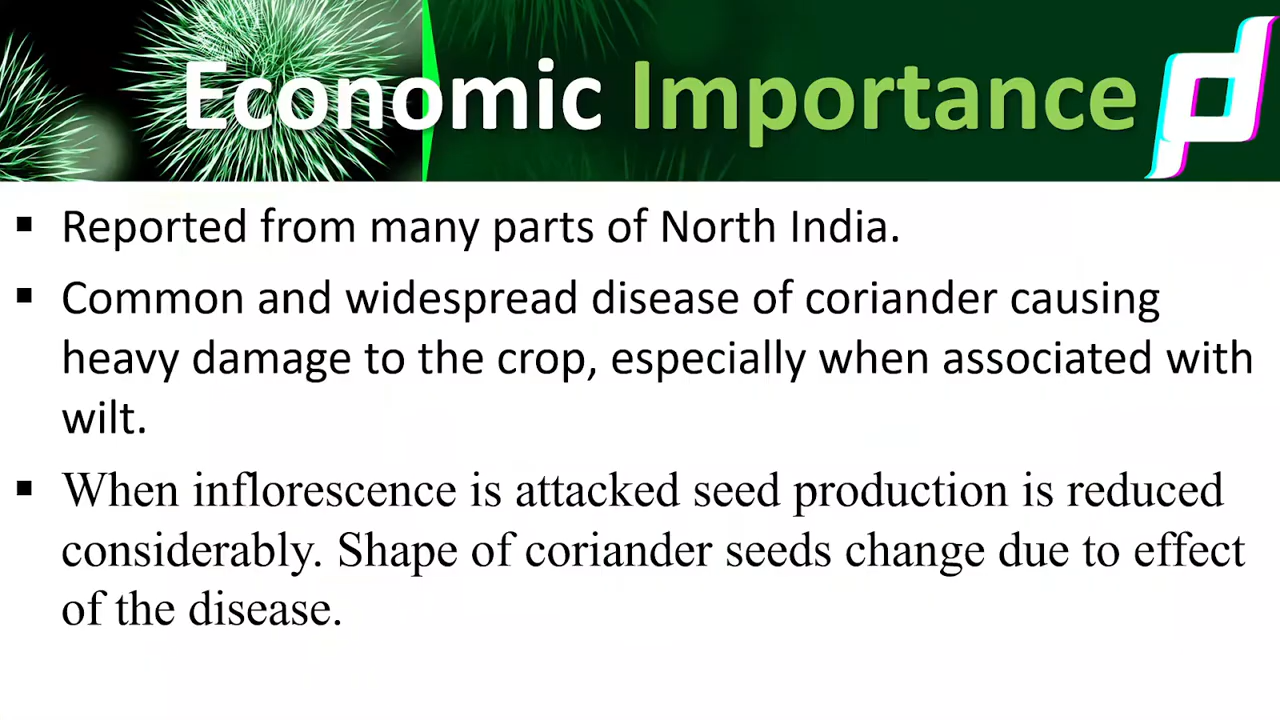 Economic Importance
▪ Reported from many parts of North India.
▪ Common and widespread disease of coriander causing
heavy damage to the crop, especially when associated with
wilt.
▪ When inflorescence is attacked seed production is reduced
considerably. Shape of coriander seeds change due to effect
of the disease.